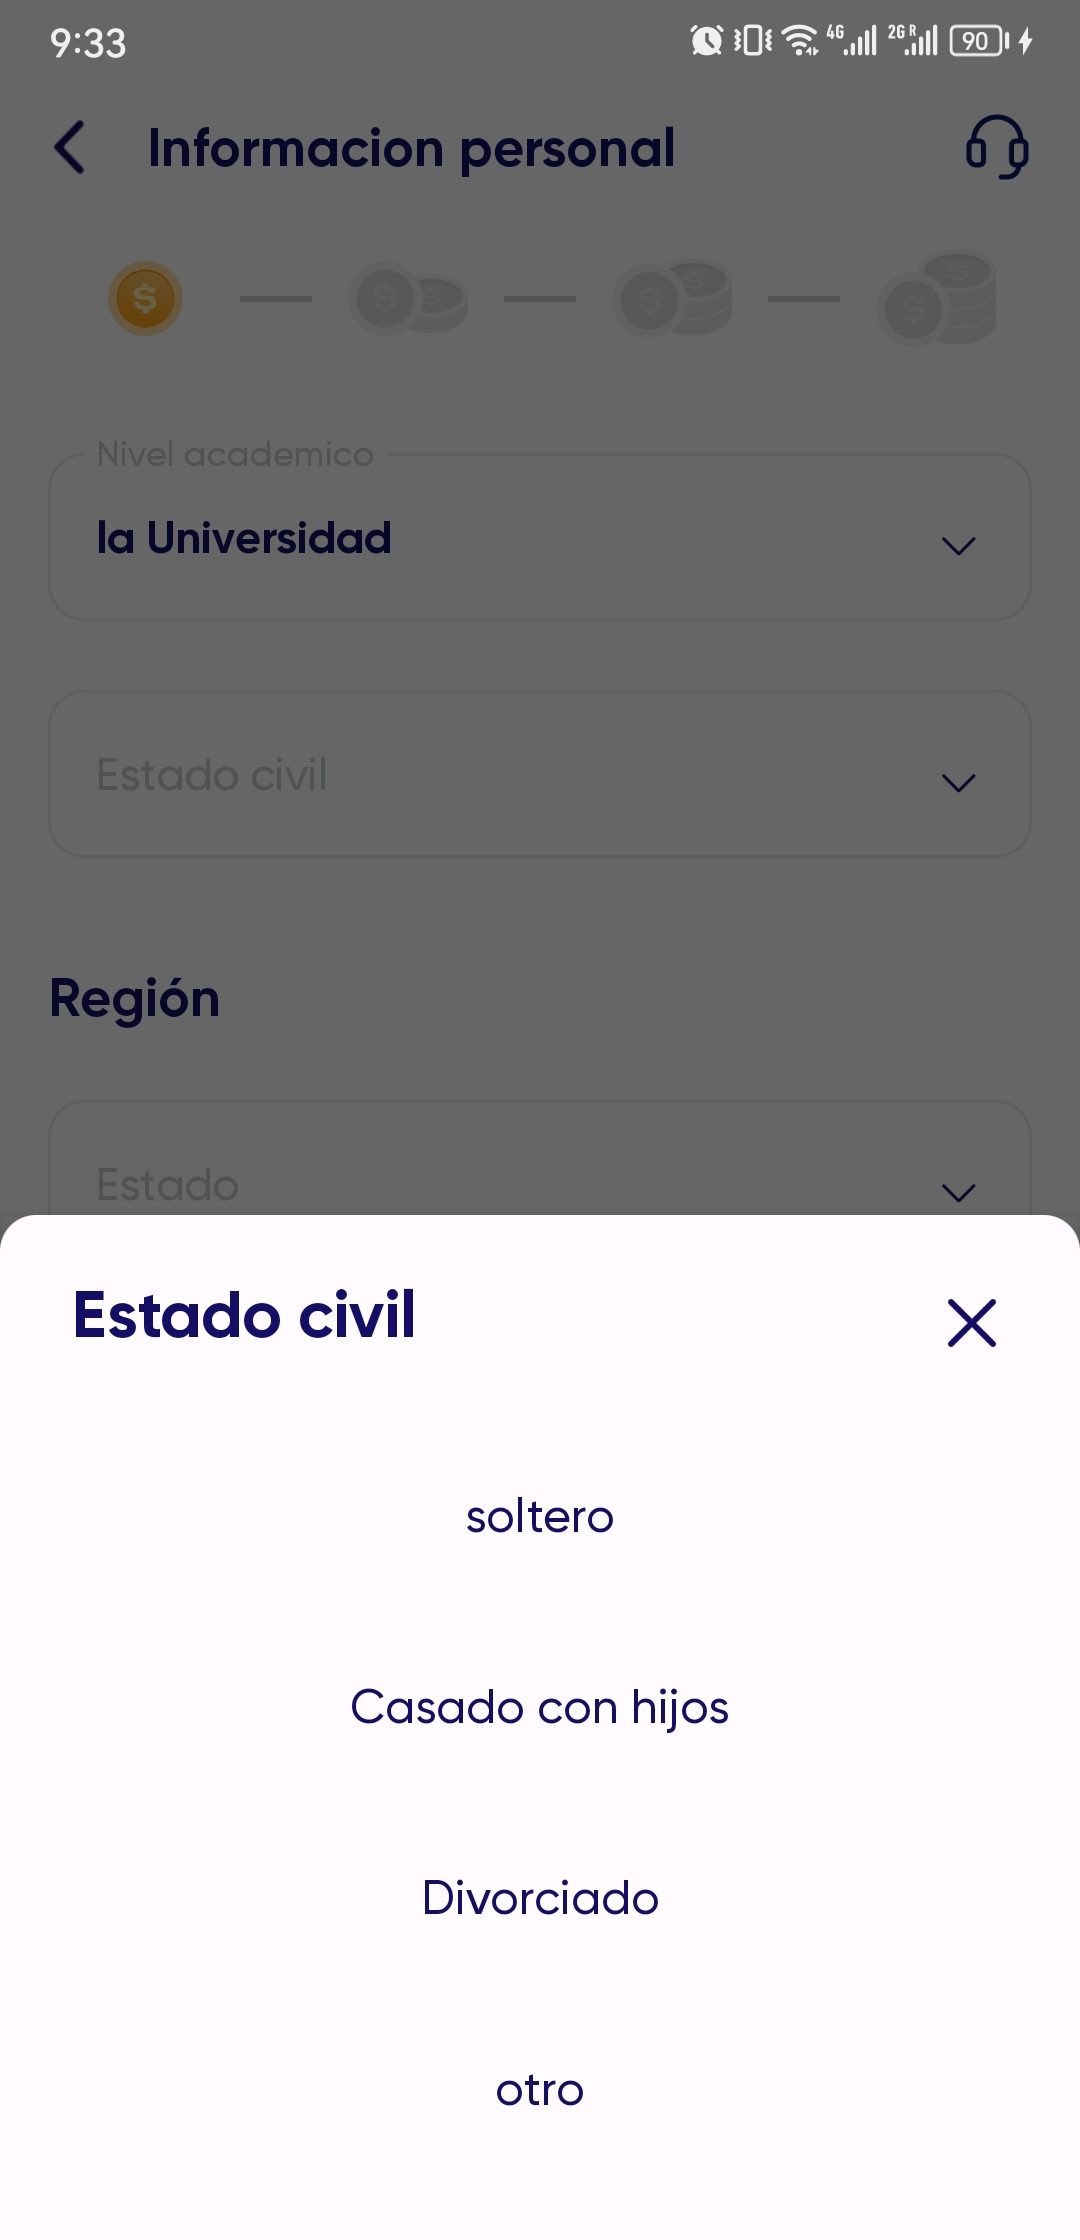 9:33
4G
2G R
90
Informacion personal
Nivel academico
la Universidad
Estado civil
Región
Estado
Estado civil
soltero
Casado con hijos
Divorciado
otro